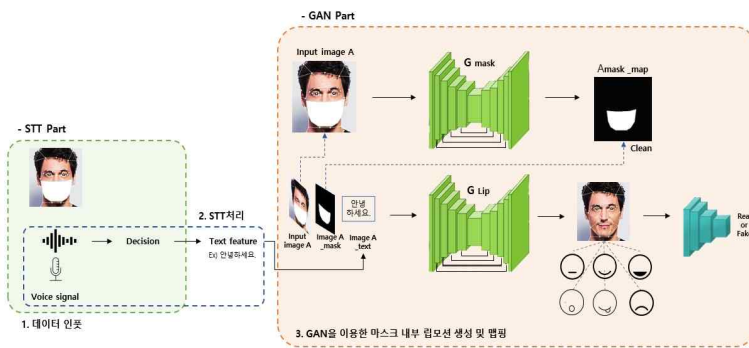 - GAN Part
Input image A
G mask
Amask _map
Clean
- STT Part
2. STT처리
Decision
Text feature
Ex) 안녕하세요.
Voice signal
1. 데이터 인풋
안녕
하세요.
Input
image A
Image A
_mask
Image A
_text
G Lip
Real
or
Fake
3. GAN을 이용한 마스크 내부 립모션 생성 및 맵핑